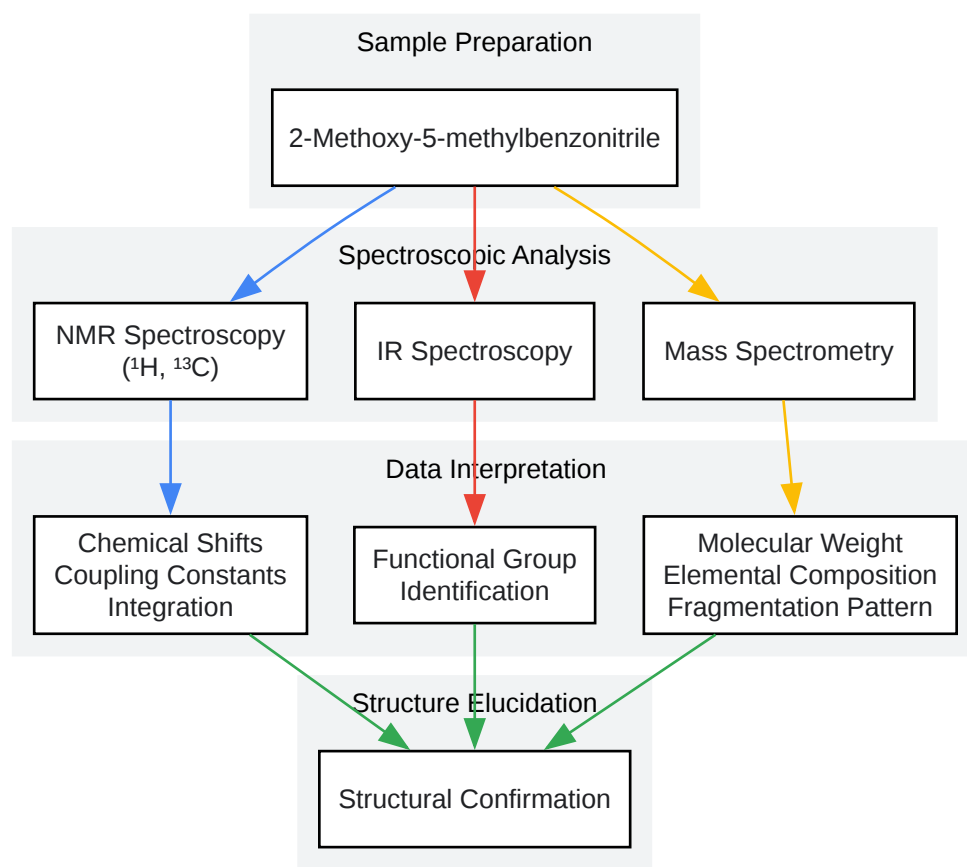 Sample Preparation
2-Methoxy-5-methylbenzonitrile
Spectroscopic Analysis
NMR Spectroscopy
(¹H, ¹³C)
IR Spectroscopy
Mass Spectrometry
Data Interpretation
Chemical Shifts
Coupling Constants
Integration
Functional Group
Identification
Molecular Weight
Elemental Composition
Fragmentation Pattern
Structure Elucidation
Structural Confirmation